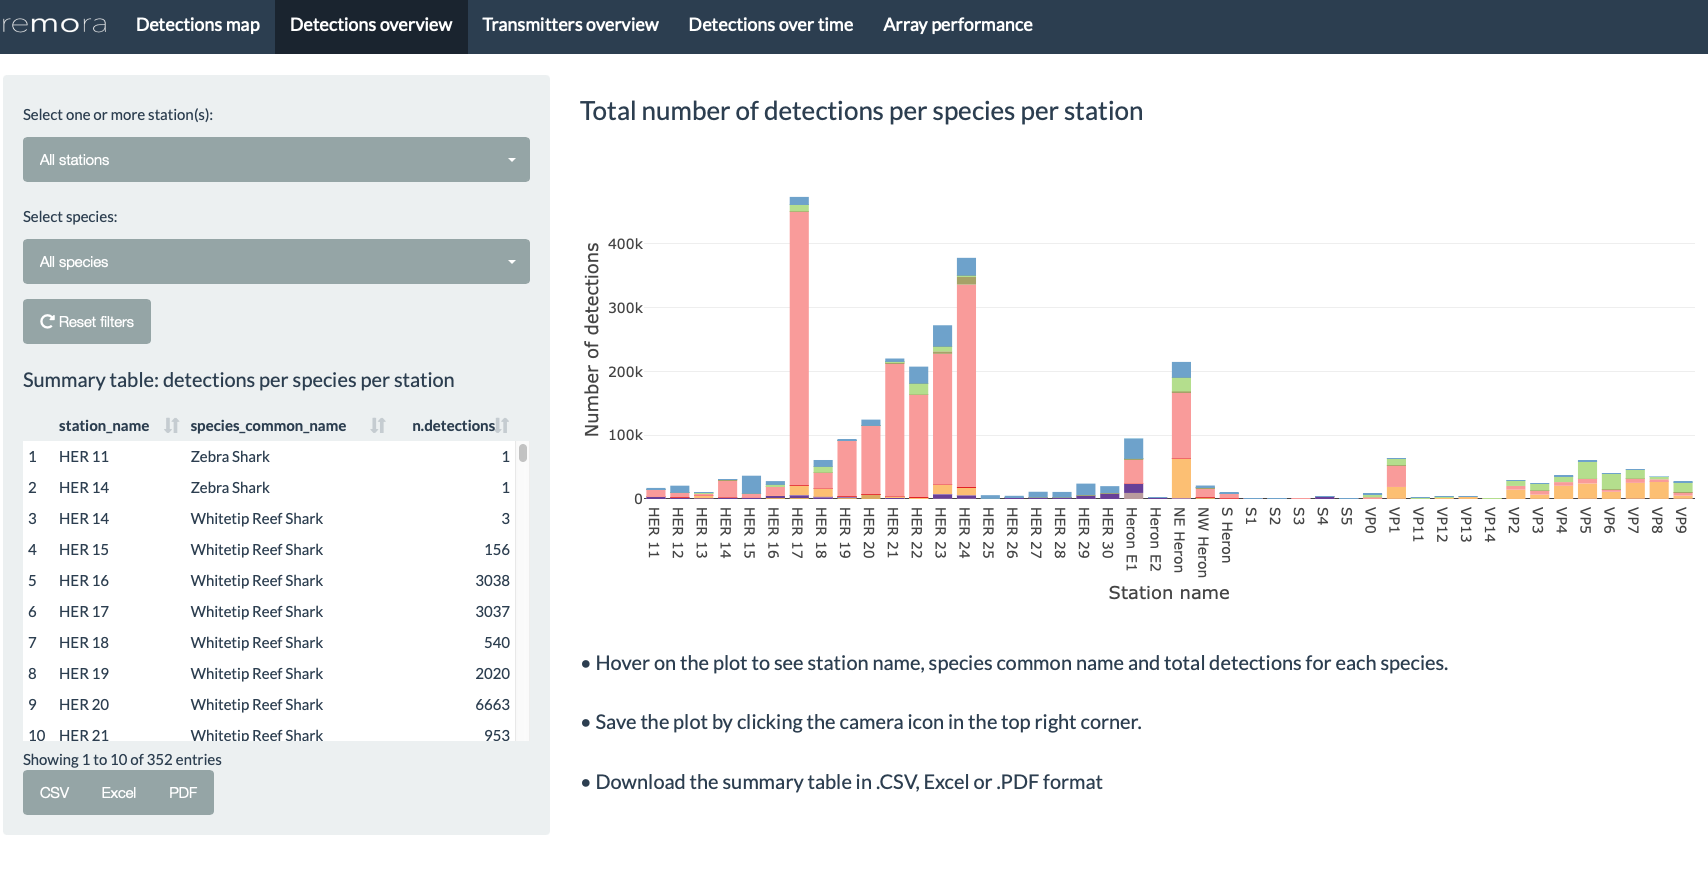 remora Detections map Detections overview Transmitters overview Detections over time Array performance
Select one or more station(s):
All stations
Select species:
All species
Reset filters
Summary table: detections per species per station
station_name species_common_name n.detections
1 HER 11 Zebra Shark 1
2 HER 14 Zebra Shark 1
3 HER 14 Whitetip Reef Shark 3
4 HER 15 Whitetip Reef Shark 156
5 HER 16 Whitetip Reef Shark 3038
6 HER 17 Whitetip Reef Shark 3037
7 HER 18 Whitetip Reef Shark 540
8 HER 19 Whitetip Reef Shark 2020
9 HER 20 Whitetip Reef Shark 6663
10 HER 21 Whitetip Reef Shark 953
Showing 1 to 10 of 352 entries
CSV Excel PDF
Total number of detections per species per station
Number of detections
400k
300k
200k
100k
0
HER 11
HER 12
HER 13
HER 14
HER 15
HER 16
HER 17
HER 18
HER 19
HER 20
HER 21
HER 22
HER 23
HER 24
HER 25
HER 26
HER 27
HER 28
HER 29
HER 30
Heron E1
Heron E2
NE Heron
NW Heron
S Heron
S1
S2
S3
S4
S5
VP0
VP1
VP11
VP12
VP13
VP14
VP2
VP3
VP4
VP5
VP6
VP7
VP8
VP9
Station name
• Hover on the plot to see station name, species common name and total detections for each species.
• Save the plot by clicking the camera icon in the top right corner.
• Download the summary table in .CSV, Excel or .PDF format